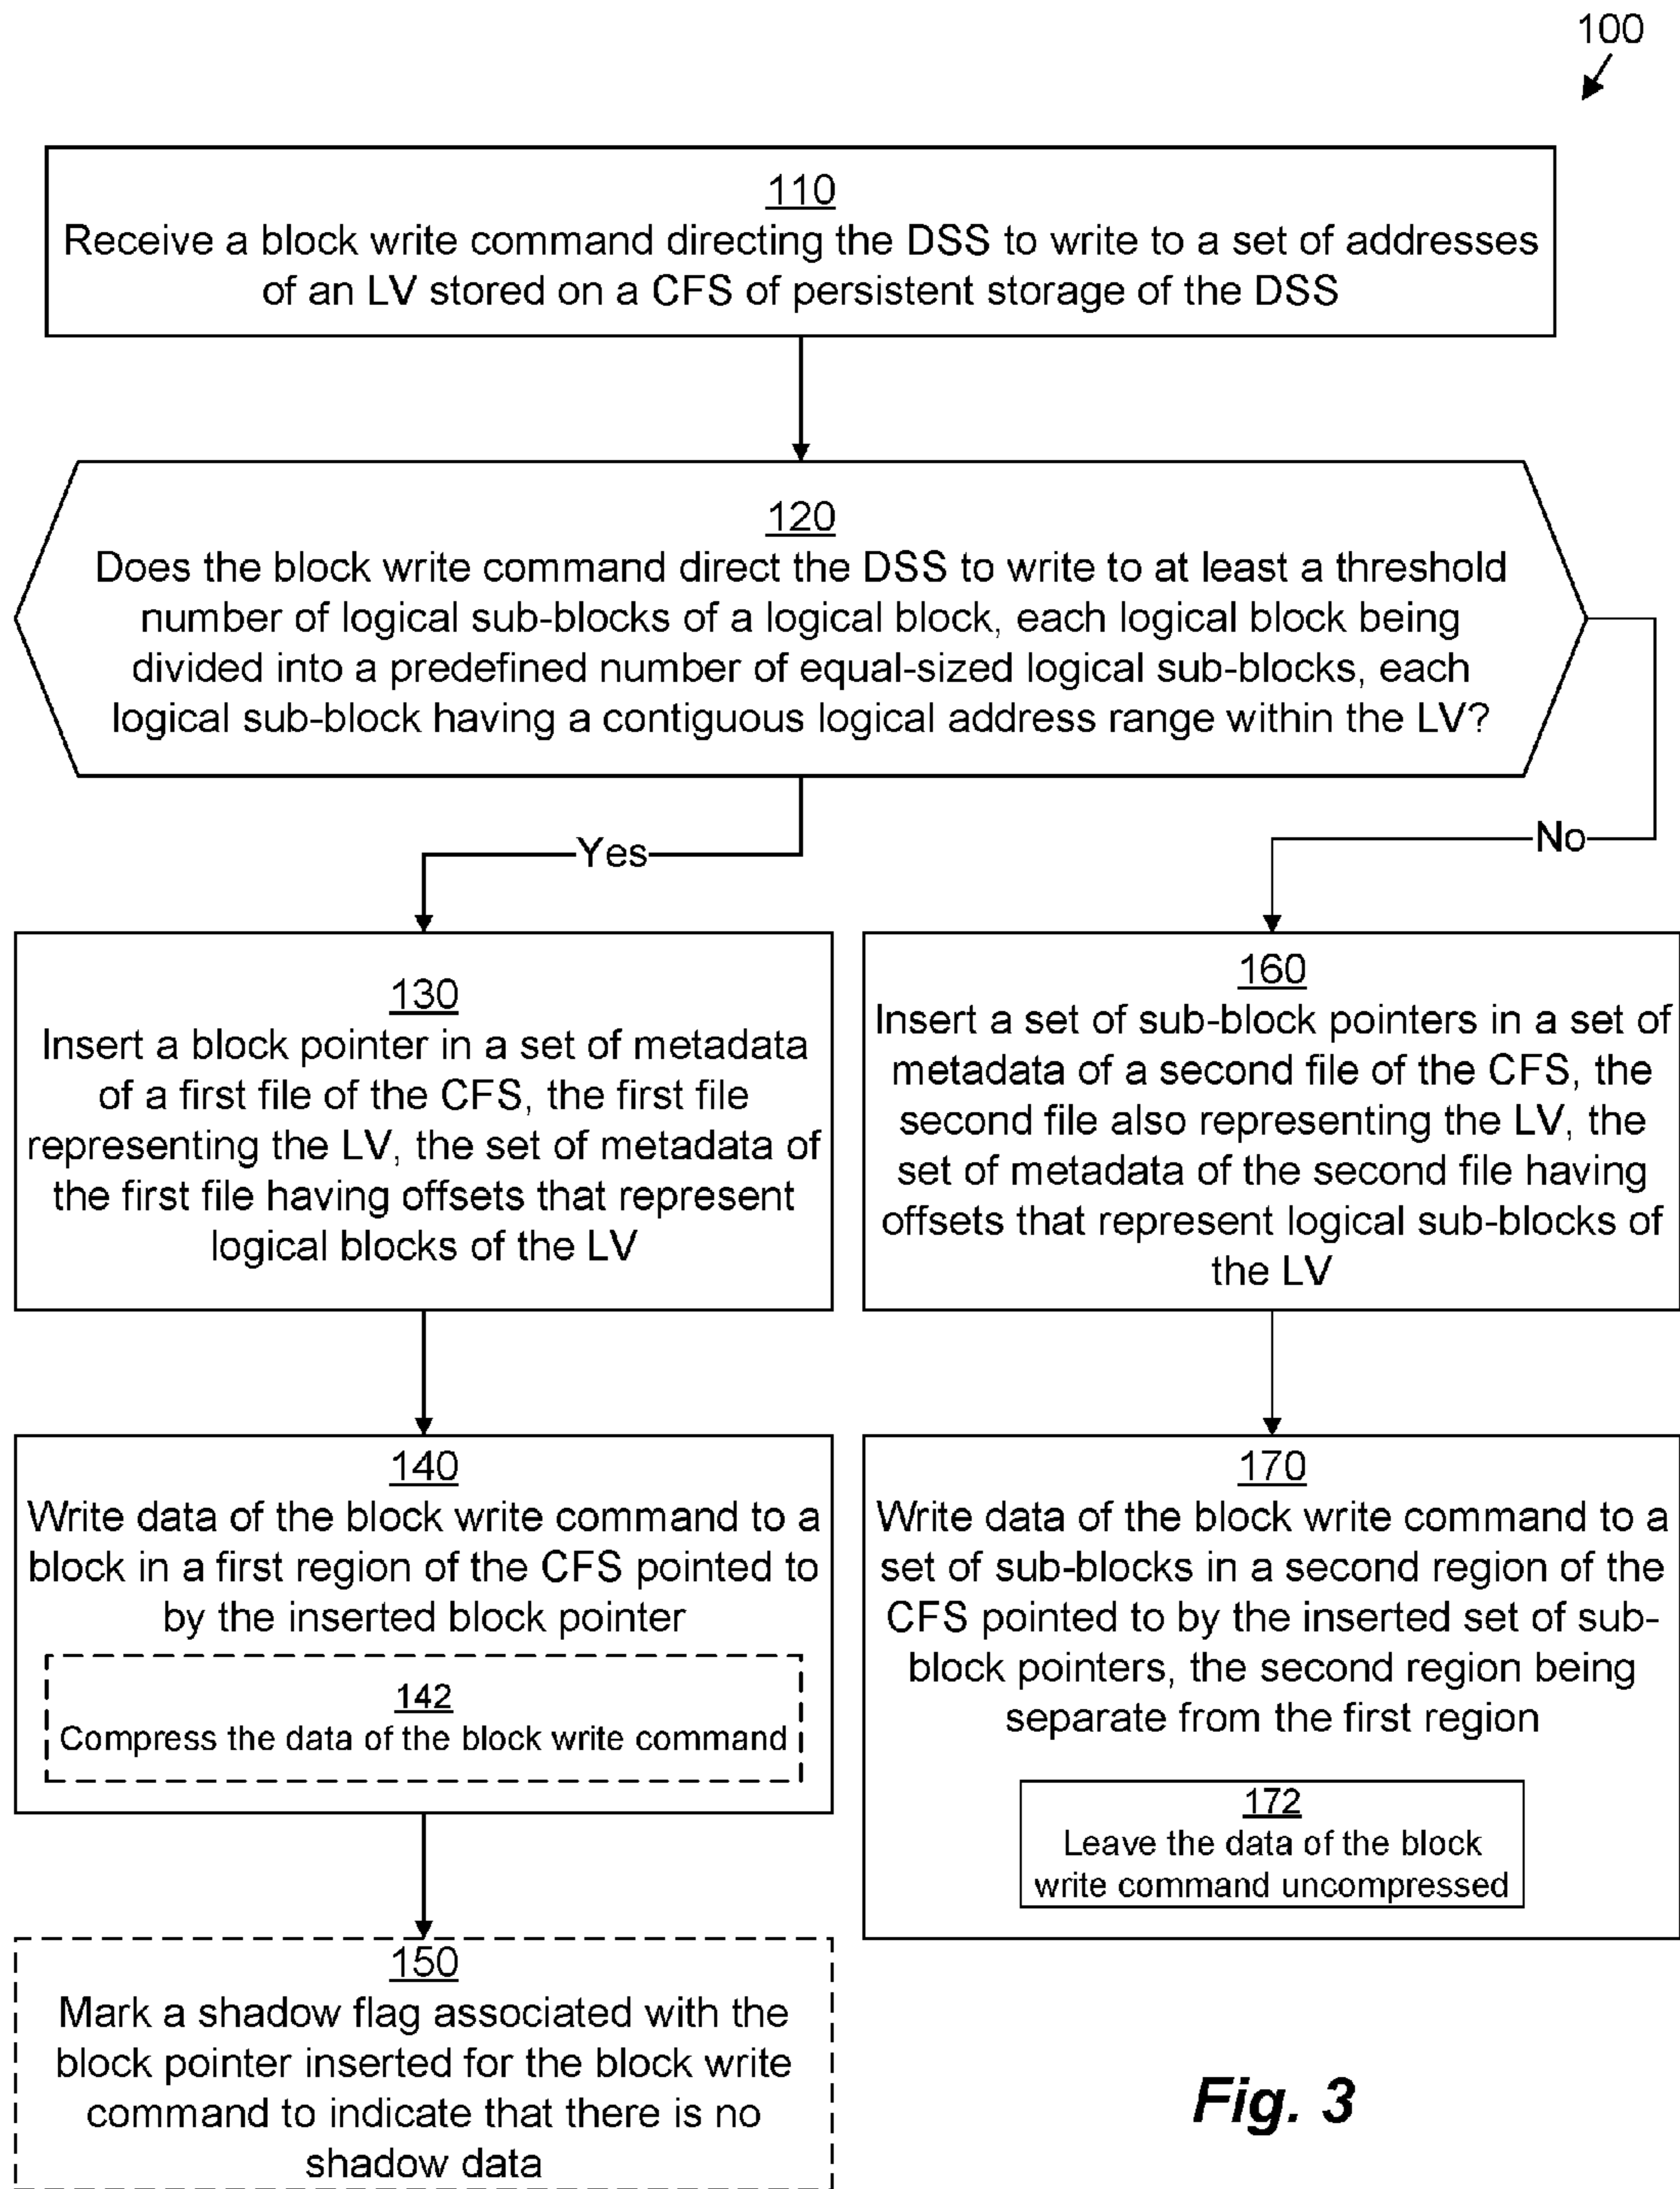 100
110
Receive a block write command directing the DSS to write to a set of addresses
of an LV stored on a CFS of persistent storage of the DSS
120
Does the block write command direct the DSS to write to at least a threshold
number of logical sub-blocks of a logical block, each logical block being
divided into a predefined number of equal-sized logical sub-blocks, each
logical sub-block having a contiguous logical address range within the LV?
Yes
No
130
Insert a block pointer in a set of metadata
of a first file of the CFS, the first file
representing the LV, the set of metadata of
the first file having offsets that represent
logical blocks of the LV
160
Insert a set of sub-block pointers in a set of
metadata of a second file of the CFS, the
second file also representing the LV, the
set of metadata of the second file having
offsets that represent logical sub-blocks of
the LV
140
Write data of the block write command to a
block in a first region of the CFS pointed to
by the inserted block pointer
142
Compress the data of the block write command
170
Write data of the block write command to a
set of sub-blocks in a second region of the
CFS pointed to by the inserted set of sub-
block pointers, the second region being
separate from the first region
172
Leave the data of the block
write command uncompressed
150
Mark a shadow flag associated with the
block pointer inserted for the block write
command to indicate that there is no
shadow data
Fig. 3